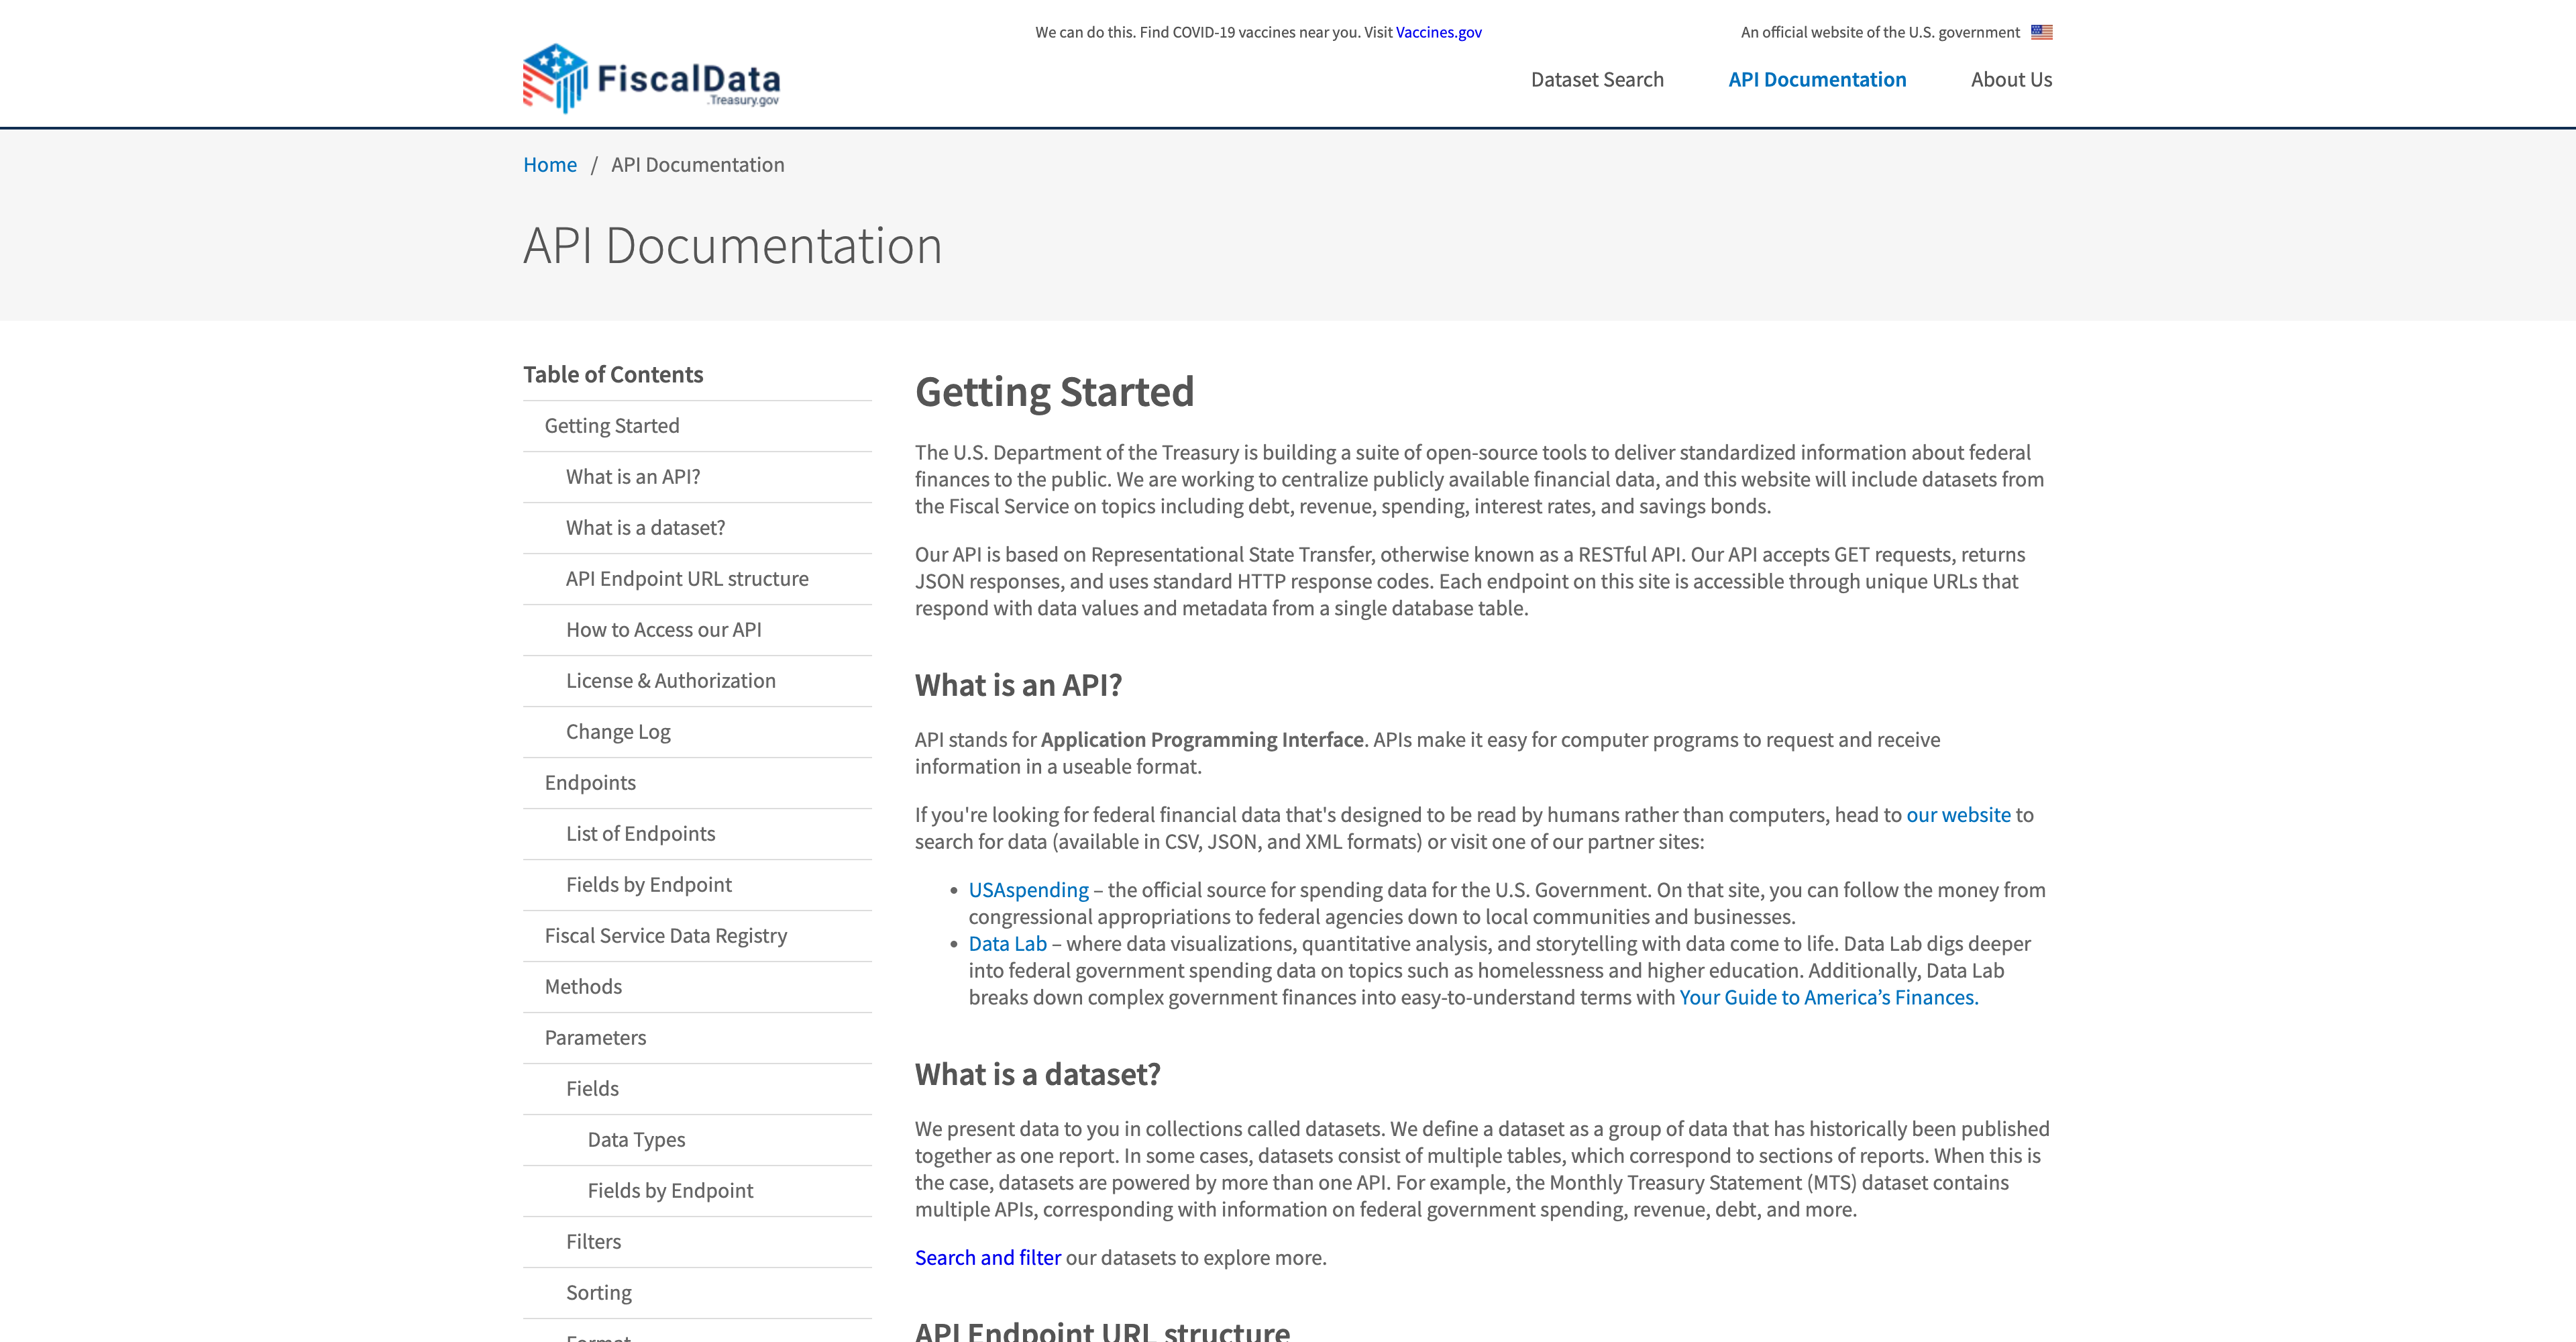 We can do this. Find COVID-19 vaccines near you. Visit Vaccines.gov
An official website of the U.S. government
FiscalData
.Treasury.gov
Dataset Search
API Documentation
About Us
Home / API Documentation
API Documentation
Table of Contents
Getting Started
What is an API?
What is a dataset?
API Endpoint URL structure
How to Access our API
License & Authorization
Change Log
Endpoints
List of Endpoints
Fields by Endpoint
Fiscal Service Data Registry
Methods
Parameters
Fields
Data Types
Fields by Endpoint
Filters
Sorting
Format
Getting Started
The U.S. Department of the Treasury is building a suite of open-source tools to deliver standardized information about federal
finances to the public. We are working to centralize publicly available financial data, and this website will include datasets from
the Fiscal Service on topics including debt, revenue, spending, interest rates, and savings bonds.
Our API is based on Representational State Transfer, otherwise known as a RESTful API. Our API accepts GET requests, returns
JSON responses, and uses standard HTTP response codes. Each endpoint on this site is accessible through unique URLs that
respond with data values and metadata from a single database table.
What is an API?
API stands for Application Programming Interface. APIs make it easy for computer programs to request and receive
information in a useable format.
If you're looking for federal financial data that's designed to be read by humans rather than computers, head to our website to
search for data (available in CSV, JSON, and XML formats) or visit one of our partner sites:
• USAspending – the official source for spending data for the U.S. Government. On that site, you can follow the money from
congressional appropriations to federal agencies down to local communities and businesses.
• Data Lab – where data visualizations, quantitative analysis, and storytelling with data come to life. Data Lab digs deeper
into federal government spending data on topics such as homelessness and higher education. Additionally, Data Lab
breaks down complex government finances into easy-to-understand terms with Your Guide to America’s Finances.
What is a dataset?
We present data to you in collections called datasets. We define a dataset as a group of data that has historically been published
together as one report. In some cases, datasets consist of multiple tables, which correspond to sections of reports. When this is
the case, datasets are powered by more than one API. For example, the Monthly Treasury Statement (MTS) dataset contains
multiple APIs, corresponding with information on federal government spending, revenue, debt, and more.
Search and filter our datasets to explore more.
API Endpoint URL structure